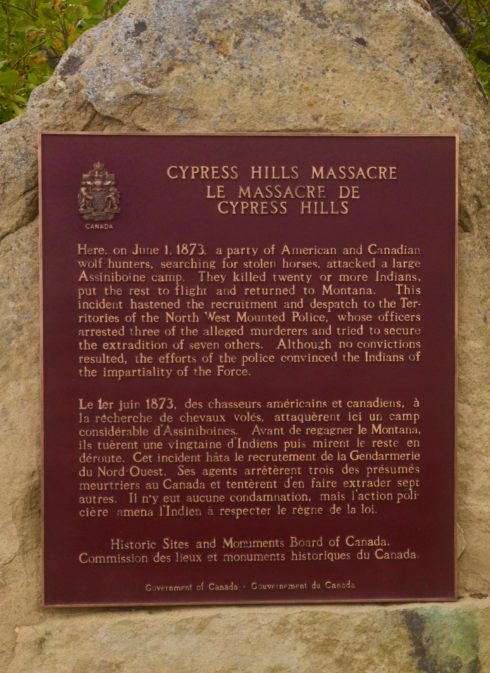 CANADA
CYPRESS HILLS MASSACRE
LE MASSACRE DE
CYPRESS HILLS
Here, on June 1, 1873, a party of American and Canadian
wolf hunters, searching for stolen horses, attacked a large
Assiniboine camp. They killed twenty or more Indians,
put the rest to flight and returned to Montana. This
incident hastened the recruitment and despatch to the Ter-
ritories of the North West Mounted Police, whose officers
arrested three of the alleged murderers and tried to secure
the extradition of seven others. Although no convictions
resulted, the efforts of the police convinced the Indians of
the impartiality of the Force.
Le 1er juin 1873, des chasseurs américains et canadiens, à
la recherche de chevaux volés, attaquèrent ici un camp
considérable d'Assiniboines. Avant de regagner le Montana,
ils tuèrent une vingtaine d'Indiens puis mirent le reste en
déroute. Cet incident hâta le recrutement de la Gendarmerie
du Nord-Ouest. Ses agents arrêtèrent trois des présumés
meurtriers au Canada et tentèrent d'en faire extrader sept
autres. Il n'y eut aucune condamnation, mais l'action poli-
cière amena l'Indien à respecter le règne de la loi.
Historic Sites and Monuments Board of Canada.
Commission des lieux et monuments historiques du Canada.
Government of Canada - Gouvernement du Canada